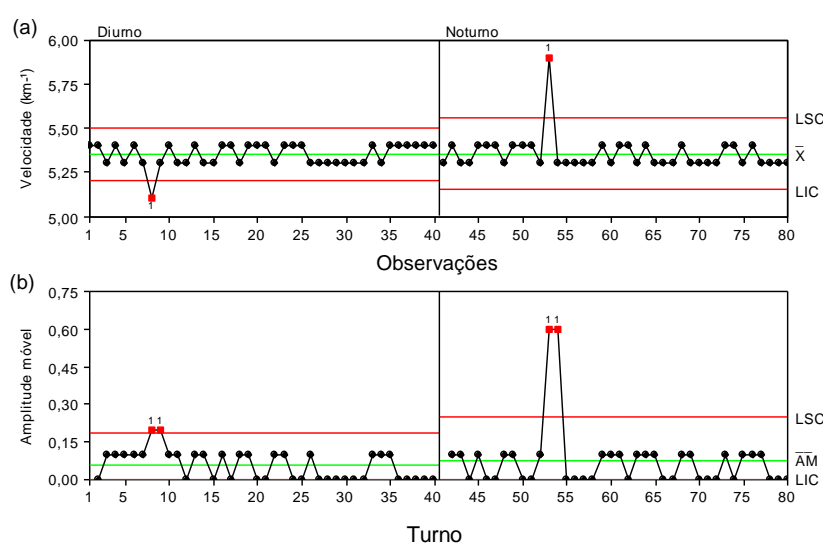 (a) Diurno Noturno
6,00
1
5,75
Velocidade (km-¹)
5,50
LSC
X̅
5,25
LIC
1
5,00
1 5 10 15 20 25 30 35 40 45 50 55 60 65 70 75 80
Observações
(b)
0,75
1 1
0,60
Amplitude móvel
0,45
0,30
LSC
1 1
0,15
A̅M̅
0,00
LIC
1 5 10 15 20 25 30 35 40 45 50 55 60 65 70 75 80
Turno